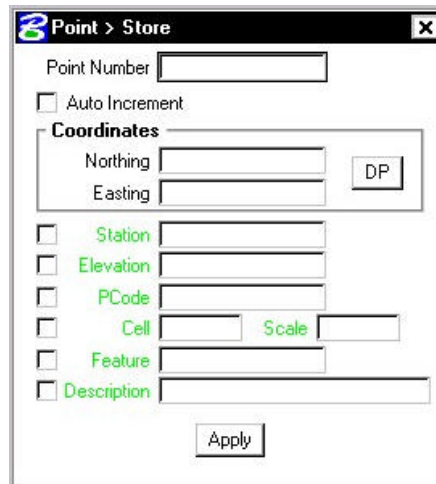 Point > Store
Point Number
Auto Increment
Coordinates
Northing
DP
Easting
Station
Elevation
PCode
Cell Scale
Feature
Description
Apply